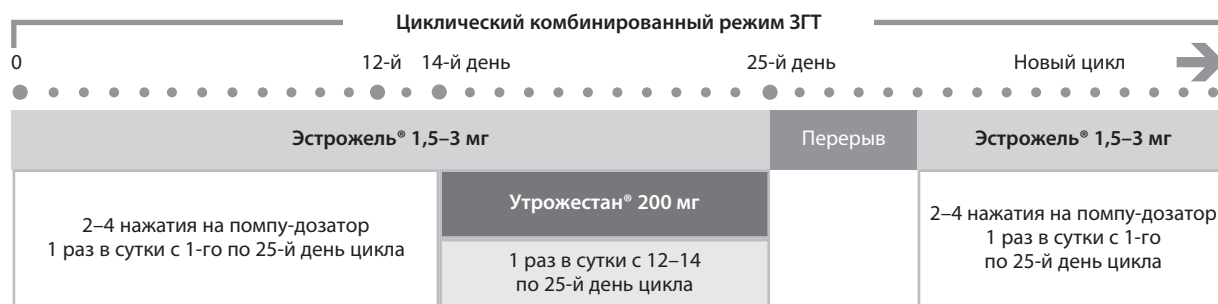 Циклический комбинированный режим ЗГТ
0
12-й
14-й день
25-й день
Новый цикл
Эстрожель® 1,5–3 мг
Перерыв
Эстрожель® 1,5–3 мг
2–4 нажатия на помпу-дозатор
1 раз в сутки с 1-го по 25-й день цикла
Утрожестан® 200 мг
1 раз в сутки с 12–14
по 25-й день цикла
2–4 нажатия на помпу-дозатор
1 раз в сутки с 1-го
по 25-й день цикла